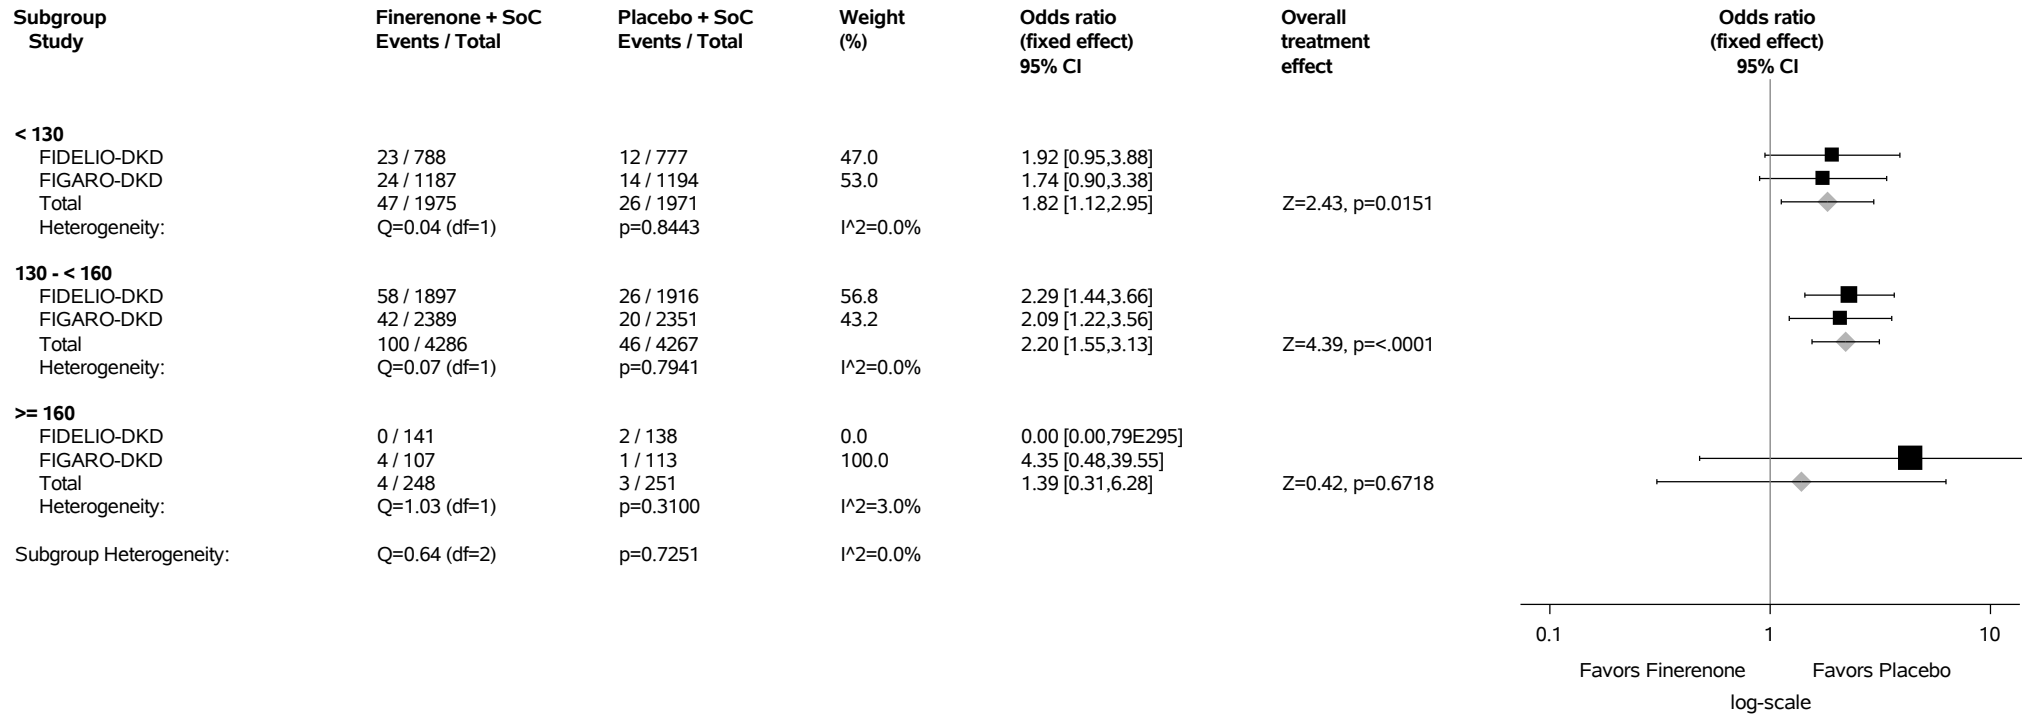 Subgroup Finerenone + SoC Placebo + SoC Weight Odds ratio Overall Odds ratio
Study Events / Total Events / Total (%) (fixed effect) treatment (fixed effect)
95% CI effect 95% CI
< 130
FIDELIO-DKD 23 / 788 12 / 777 47.0 1.92 [0.95,3.88]
FIGARO-DKD 24 / 1187 14 / 1194 53.0 1.74 [0.90,3.38]
Total 47 / 1975 26 / 1971 1.82 [1.12,2.95] Z=2.43, p=0.0151
Heterogeneity: Q=0.04 (df=1) p=0.8443 I^2=0.0%
130 - < 160
FIDELIO-DKD 58 / 1897 26 / 1916 56.8 2.29 [1.44,3.66]
FIGARO-DKD 42 / 2389 20 / 2351 43.2 2.09 [1.22,3.56]
Total 100 / 4286 46 / 4267 2.20 [1.55,3.13] Z=4.39, p=<.0001
Heterogeneity: Q=0.07 (df=1) p=0.7941 I^2=0.0%
>= 160
FIDELIO-DKD 0 / 141 2 / 138 0.0 0.00 [0.00,79E295]
FIGARO-DKD 4 / 107 1 / 113 100.0 4.35 [0.48,39.55]
Total 4 / 248 3 / 251 1.39 [0.31,6.28] Z=0.42, p=0.6718
Heterogeneity: Q=1.03 (df=1) p=0.3100 I^2=3.0%
Subgroup Heterogeneity: Q=0.64 (df=2) p=0.7251 I^2=0.0%
0.1 1 10
Favors Finerenone Favors Placebo
log-scale